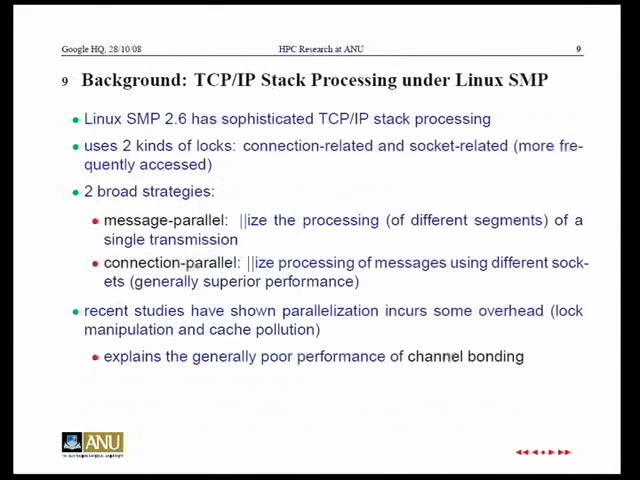 Google HQ, 28/10/08 HPC Research at ANU 9
9 Background: TCP/IP Stack Processing under Linux SMP
Linux SMP 2.6 has sophisticated TCP/IP stack processing
uses 2 kinds of locks: connection-related and socket-related (more fre-
quently accessed)
2 broad strategies:
message-parallel: ||ize the processing (of different segments) of a
single transmission
connection-parallel: ||ize processing of messages using different sock-
ets (generally superior performance)
recent studies have shown parallelization incurs some overhead (lock
manipulation and cache pollution)
explains the generally poor performance of channel bonding
ANU